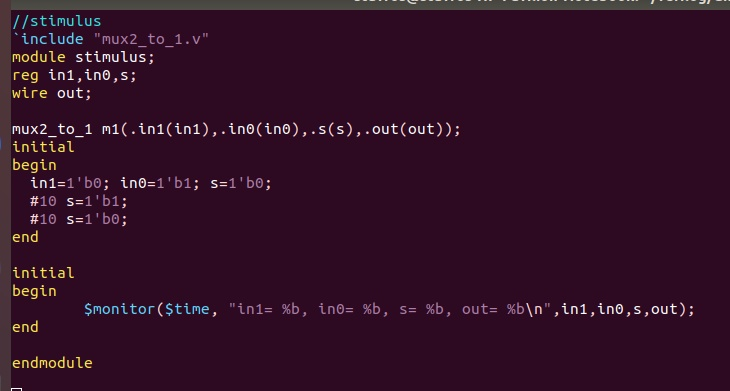 //stimulus
`include "mux2_to_1.v"
module stimulus;
reg in1,in0,s;
wire out;
mux2_to_1 m1(.in1(in1),.in0(in0),.s(s),.out(out));
initial
begin
in1=1'b0; in0=1'b1; s=1'b0;
#10 s=1'b1;
#10 s=1'b0;
end
initial
begin
$monitor($time, "in1= %b, in0= %b, s= %b, out= %b\n",in1,in0,s,out);
end
endmodule